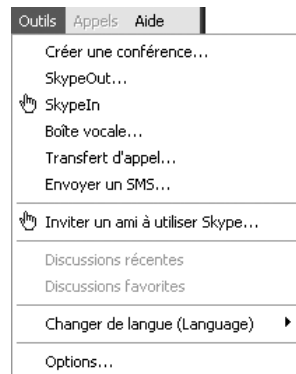 Outils Appels Aide
Créer une conférence...
SkypeOut...
SkypeIn
Boîte vocale...
Transfert d'appel...
Envoyer un SMS...
Inviter un ami à utiliser Skype...
Discussions récentes
Discussions favorites
Changer de langue (Language)
Options...